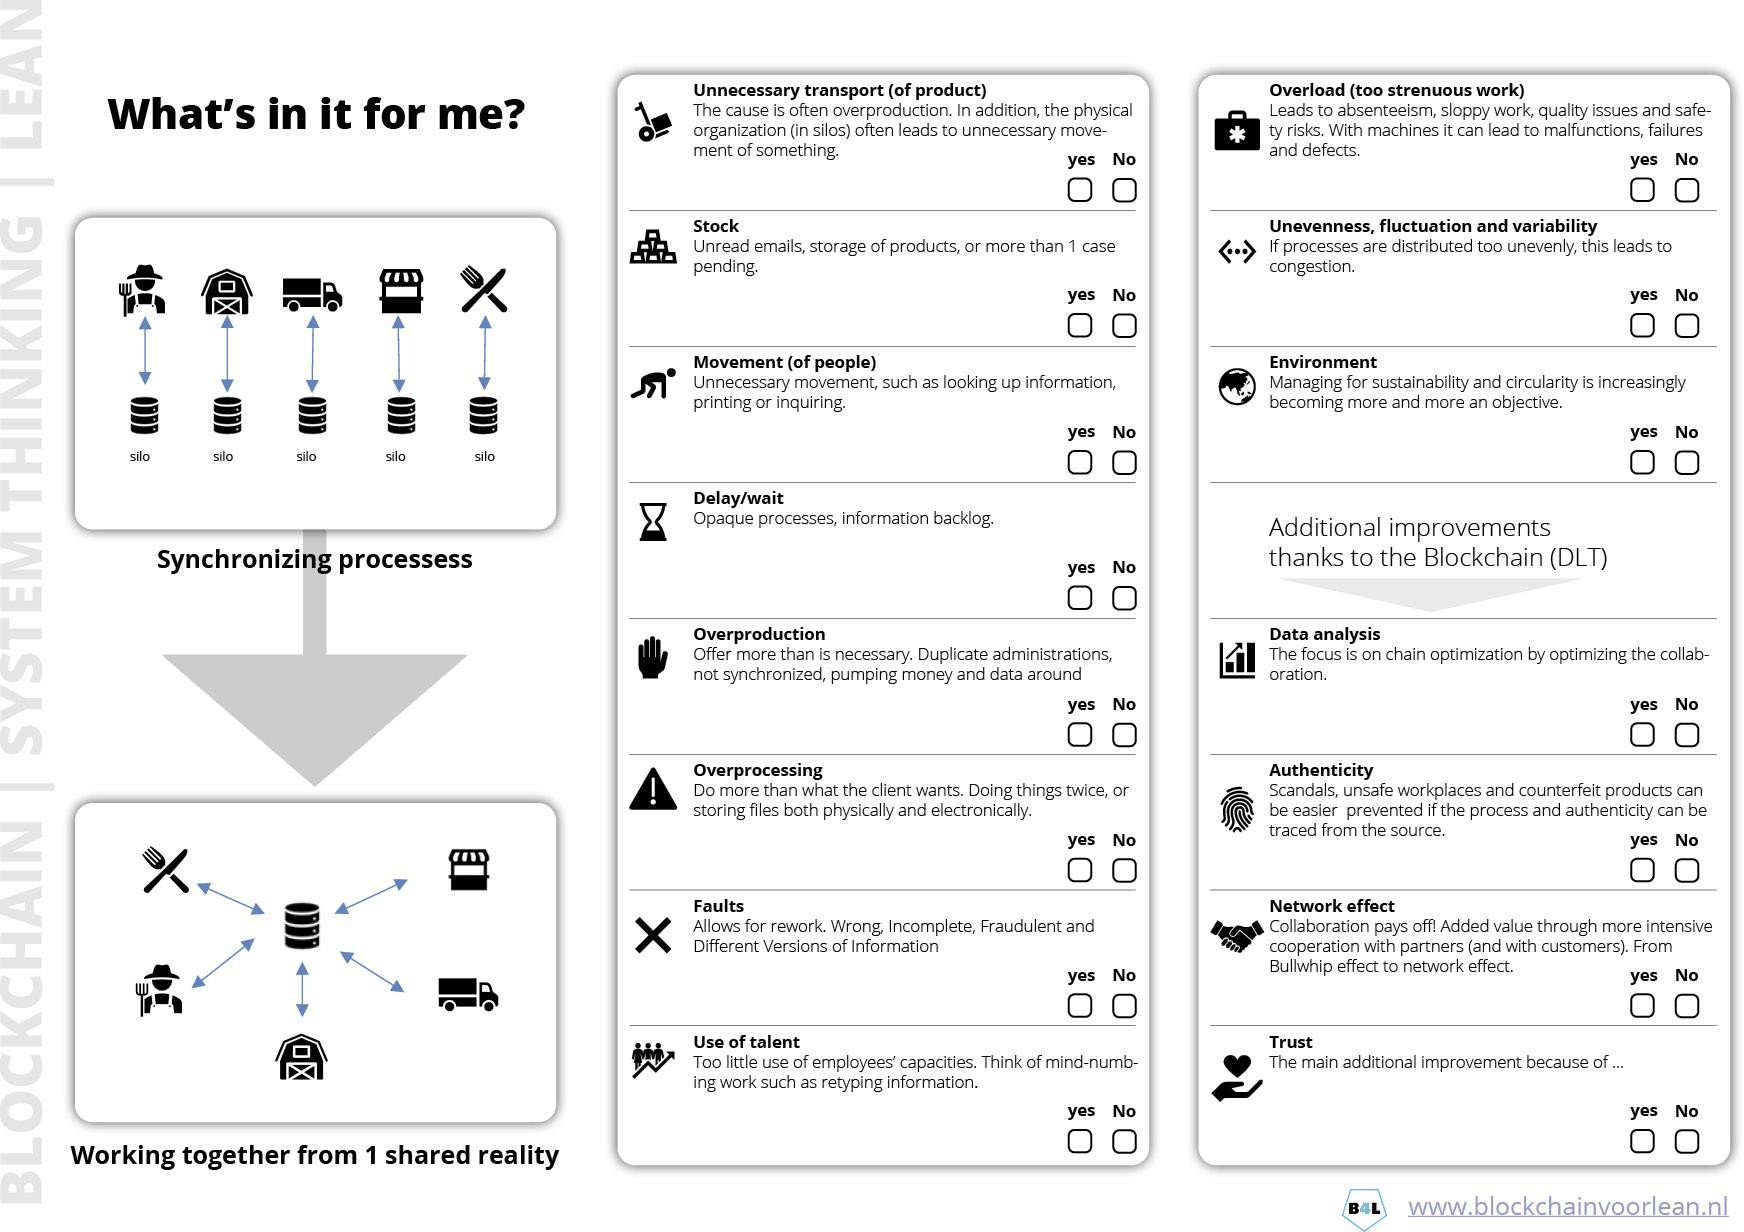 BLOCKCHAIN | SYSTEM THINKING | LEAN
What’s in it for me?
silo
silo
silo
silo
silo
Synchronizing processess
Working together from 1 shared reality
Unnecessary transport (of product)
The cause is often overproduction. In addition, the physical
organization (in silos) often leads to unnecessary move-
ment of something.
yes No
Stock
Unread emails, storage of products, or more than 1 case
pending.
yes No
Movement (of people)
Unnecessary movement, such as looking up information,
printing or inquiring.
yes No
Delay/wait
Opaque processes, information backlog.
yes No
Overproduction
Offer more than is necessary. Duplicate administrations,
not synchronized, pumping money and data around
yes No
Overprocessing
Do more than what the client wants. Doing things twice, or
storing files both physically and electronically.
yes No
Faults
Allows for rework. Wrong, Incomplete, Fraudulent and
Different Versions of Information
yes No
Use of talent
Too little use of employees’ capacities. Think of mind-numb-
ing work such as retyping information.
yes No
Overload (too strenuous work)
Leads to absenteeism, sloppy work, quality issues and safe-
ty risks. With machines it can lead to malfunctions, failures
and defects.
yes No
Unevenness, fluctuation and variability
If processes are distributed too unevenly, this leads to
congestion.
yes No
Environment
Managing for sustainability and circularity is increasingly
becoming more and more an objective.
yes No
Additional improvements
thanks to the Blockchain (DLT)
Data analysis
The focus is on chain optimization by optimizing the collab-
oration.
yes No
Authenticity
Scandals, unsafe workplaces and counterfeit products can
be easier  prevented if the process and authenticity can be
traced from the source.
yes No
Network effect
Collaboration pays off! Added value through more intensive
cooperation with partners (and with customers). From
Bullwhip effect to network effect.
yes No
Trust
The main additional improvement because of ...
yes No
B4L
www.blockchainvoorlean.nl